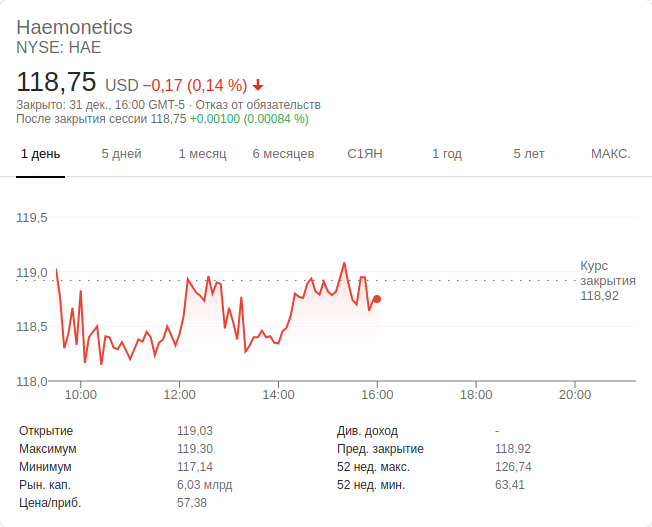 Haemonetics
NYSE: HAE
118,75 USD −0,17 (0,14 %)
Закрыто: 31 дек., 16:00 GMT-5 · Отказ от обязательств
После закрытия сессии 118,75 +0,00100 (0,00084 %)
1 день 5 дней 1 месяц 6 месяцев С1ЯН 1 год 5 лет МАКС.
119,5
119,0
118,5
118,0
Курс
закрытия
118,92
10:00 12:00 14:00 16:00 18:00 20:00
Открытие 119,03 Див. доход -
Максимум 119,30 Пред. закрытие 118,92
Минимум 117,14 52 нед. макс. 126,74
Рын. кап. 6,03 млрд 52 нед. мин. 63,41
Цена/приб. 57,38